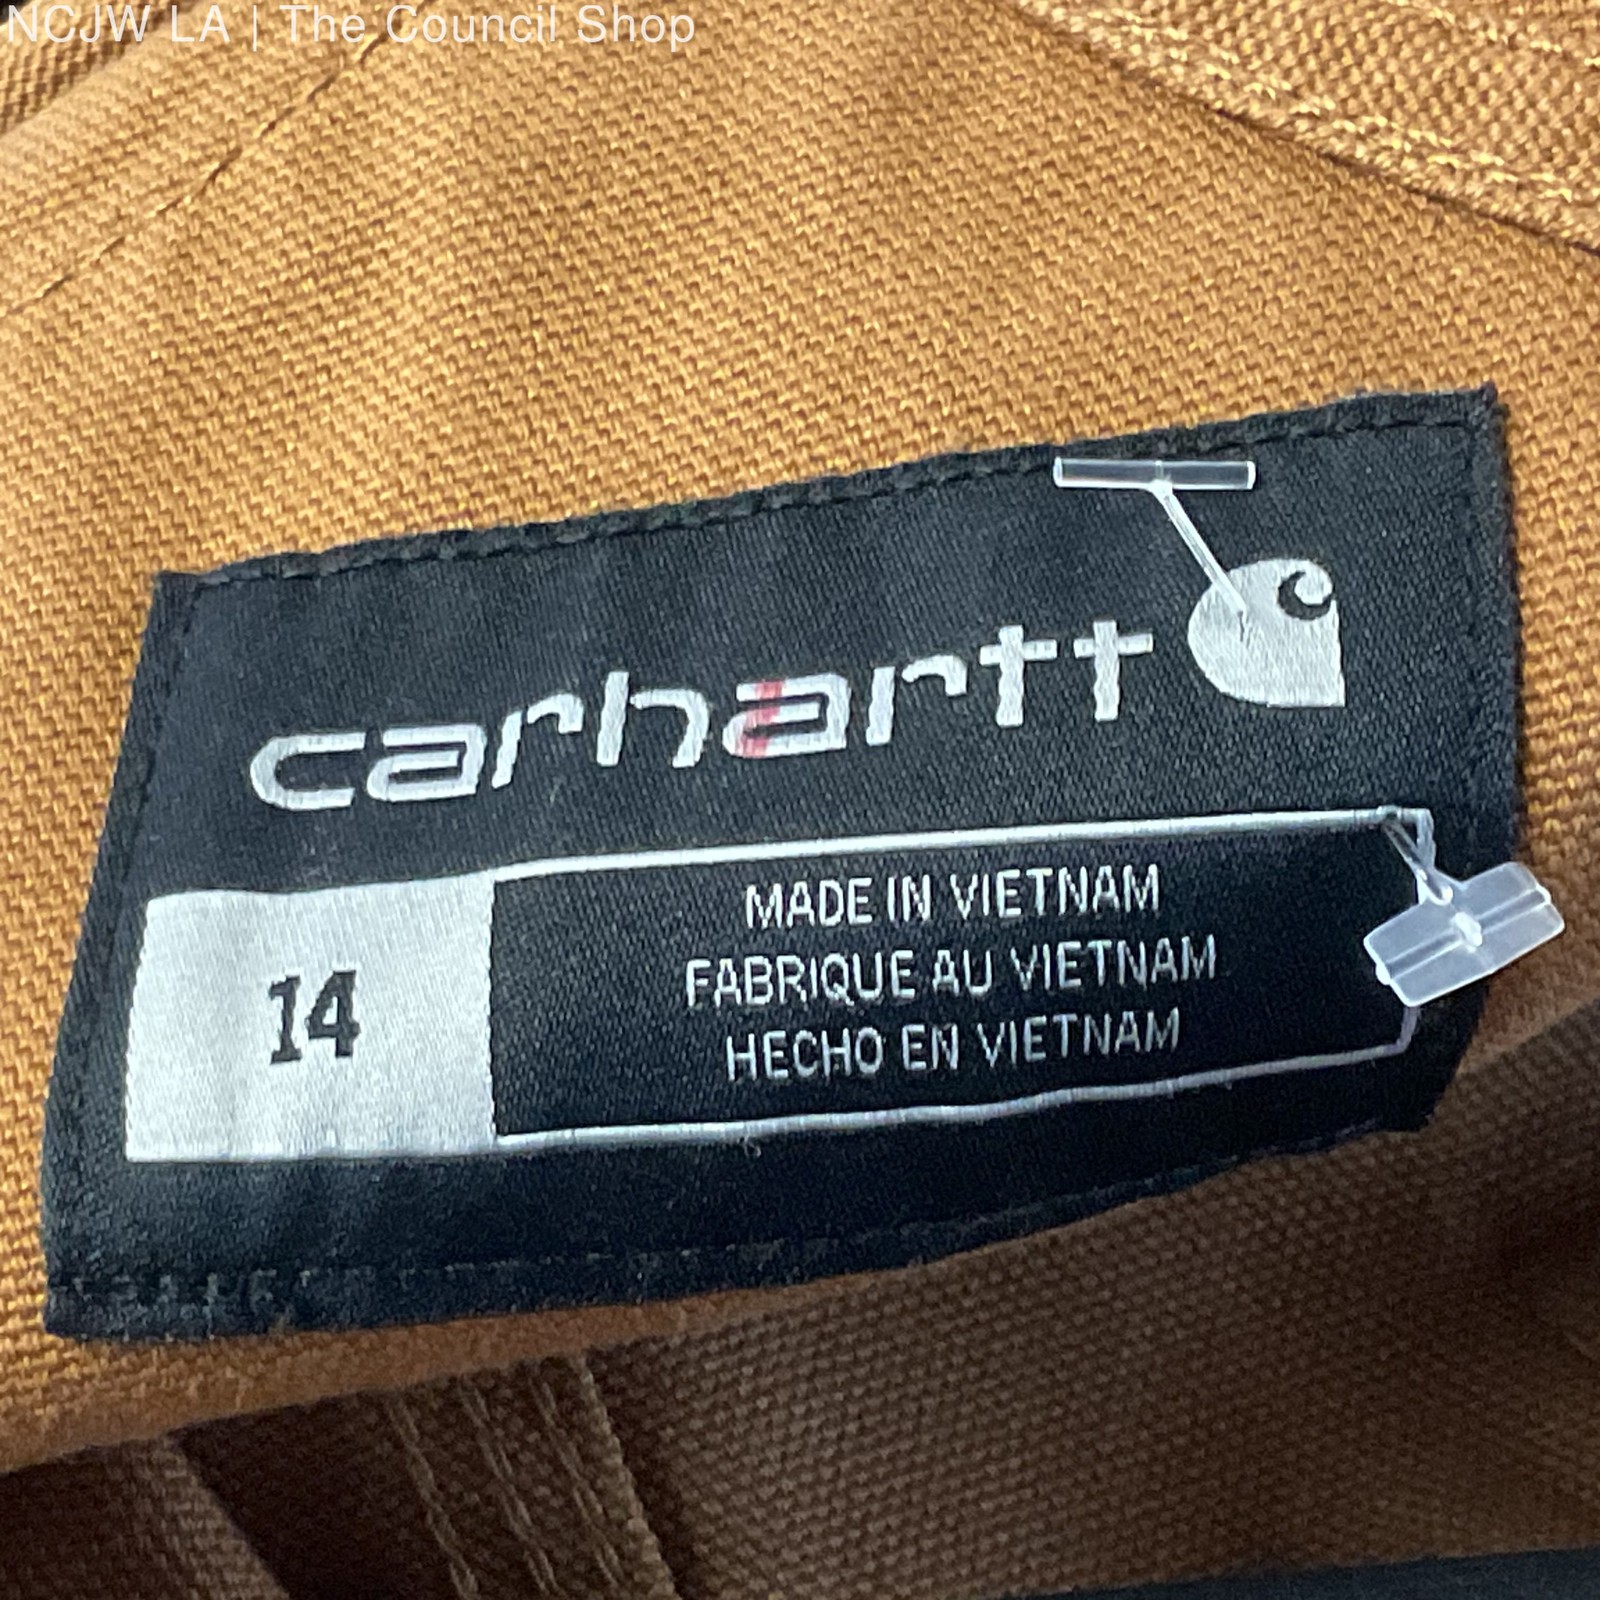 NCJW LA | The Council Shop
carhartt
14
MADE IN VIETNAM
FABRIQUE AU VIETNAM
HECHO EN VIETNAM